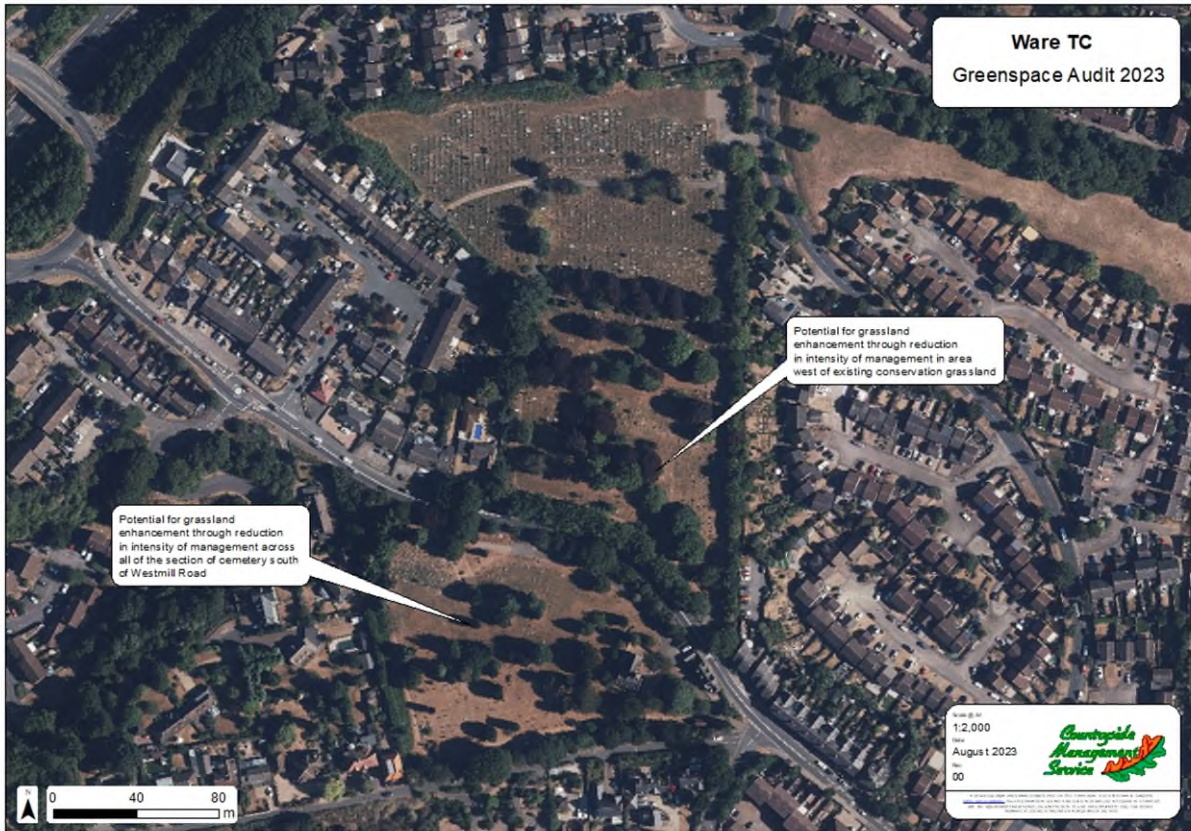 Ware TC
Greenspace Audit 2023
Potential for grassland
enhancement through reduction
in intensity of management in area
west of existing conservation grassland
Potential for grassland
enhancement through reduction
in intensity of management across
all of the section of cemetery south
of Westmill Road
N
0 40 80
m
1:2,000
Date
August 2023
Rev
00
Countryside
Management
Service